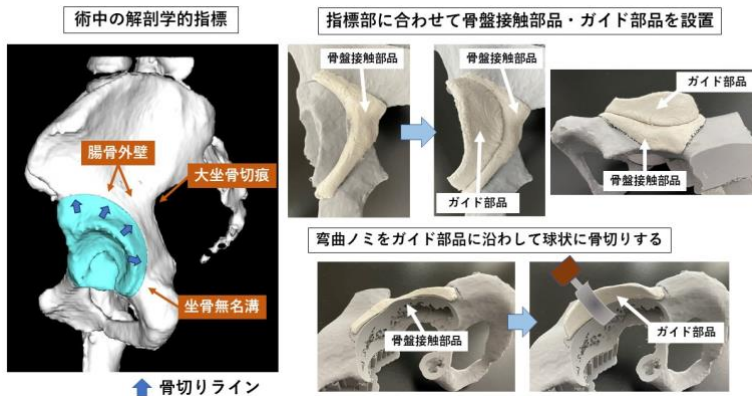 術中の解剖学的指標
腸骨外壁
大坐骨切痕
坐骨無名溝
骨切りライン
指標部に合わせて骨盤接触部品・ガイド部品を設置
骨盤接触部品
骨盤接触部品
ガイド部品
ガイド部品
骨盤接触部品
弯曲ノミをガイド部品に沿わして球状に骨切りする
骨盤接触部品
ガイド部品